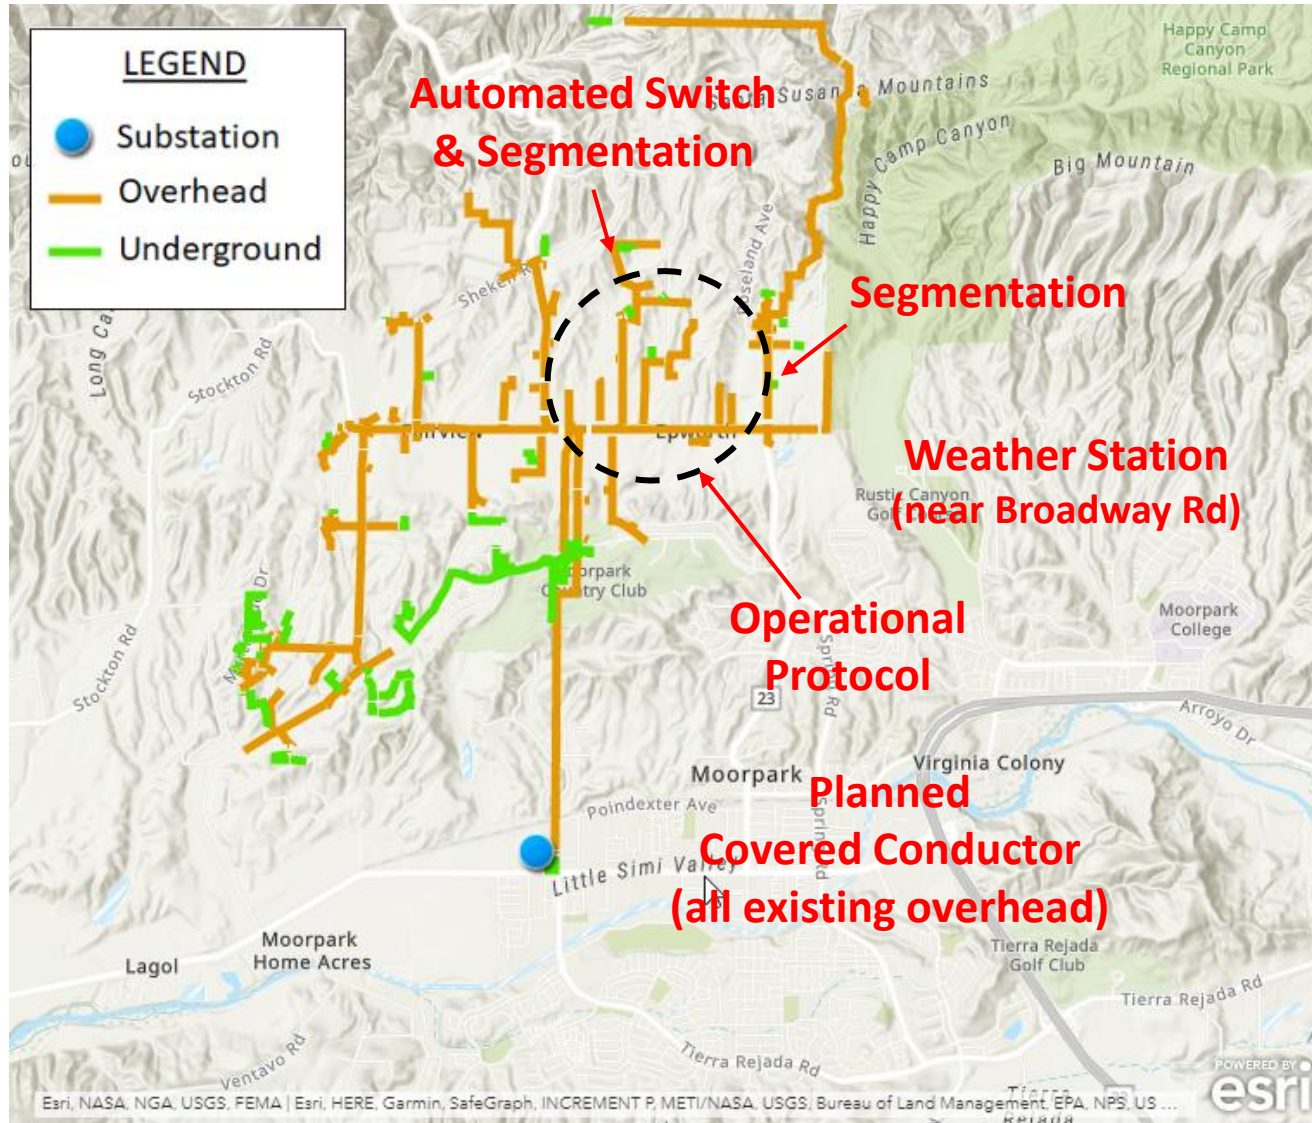 LEGEND
Substation
Overhead
Underground
Automated Switch
& Segmentation
Happy Camp
Canyon
Regional Park
Mountains
Happy Camp Canyon
Big Mountain
Segmentation
Stockton Rd
Epworth
Weather Station
(near Broadway Rd)
Rustic Canyon
Country Club
Operational
Protocol
Moorpark
College
Stockton Rd
23
Spring Rd
Arroyo Dr
Virginia Colony
Moorpark
Planned
Poindexter Ave
Covered Conductor
Little Simi Valley
(all existing overhead)
Moorpark
Home Acres
Lagol
Tierra Rejada
Golf Club
Tierra Rejada Rd
Tierra Rejada Rd
Ventavo Rd
POWERED BY
esri
Esri, NASA, NGA, USGS, FEMA | Esri, HERE, Garmin, SafeGraph, INCREMENT P, METI/NASA, USGS, Bureau of Land Management, EPA, NPS, US ...